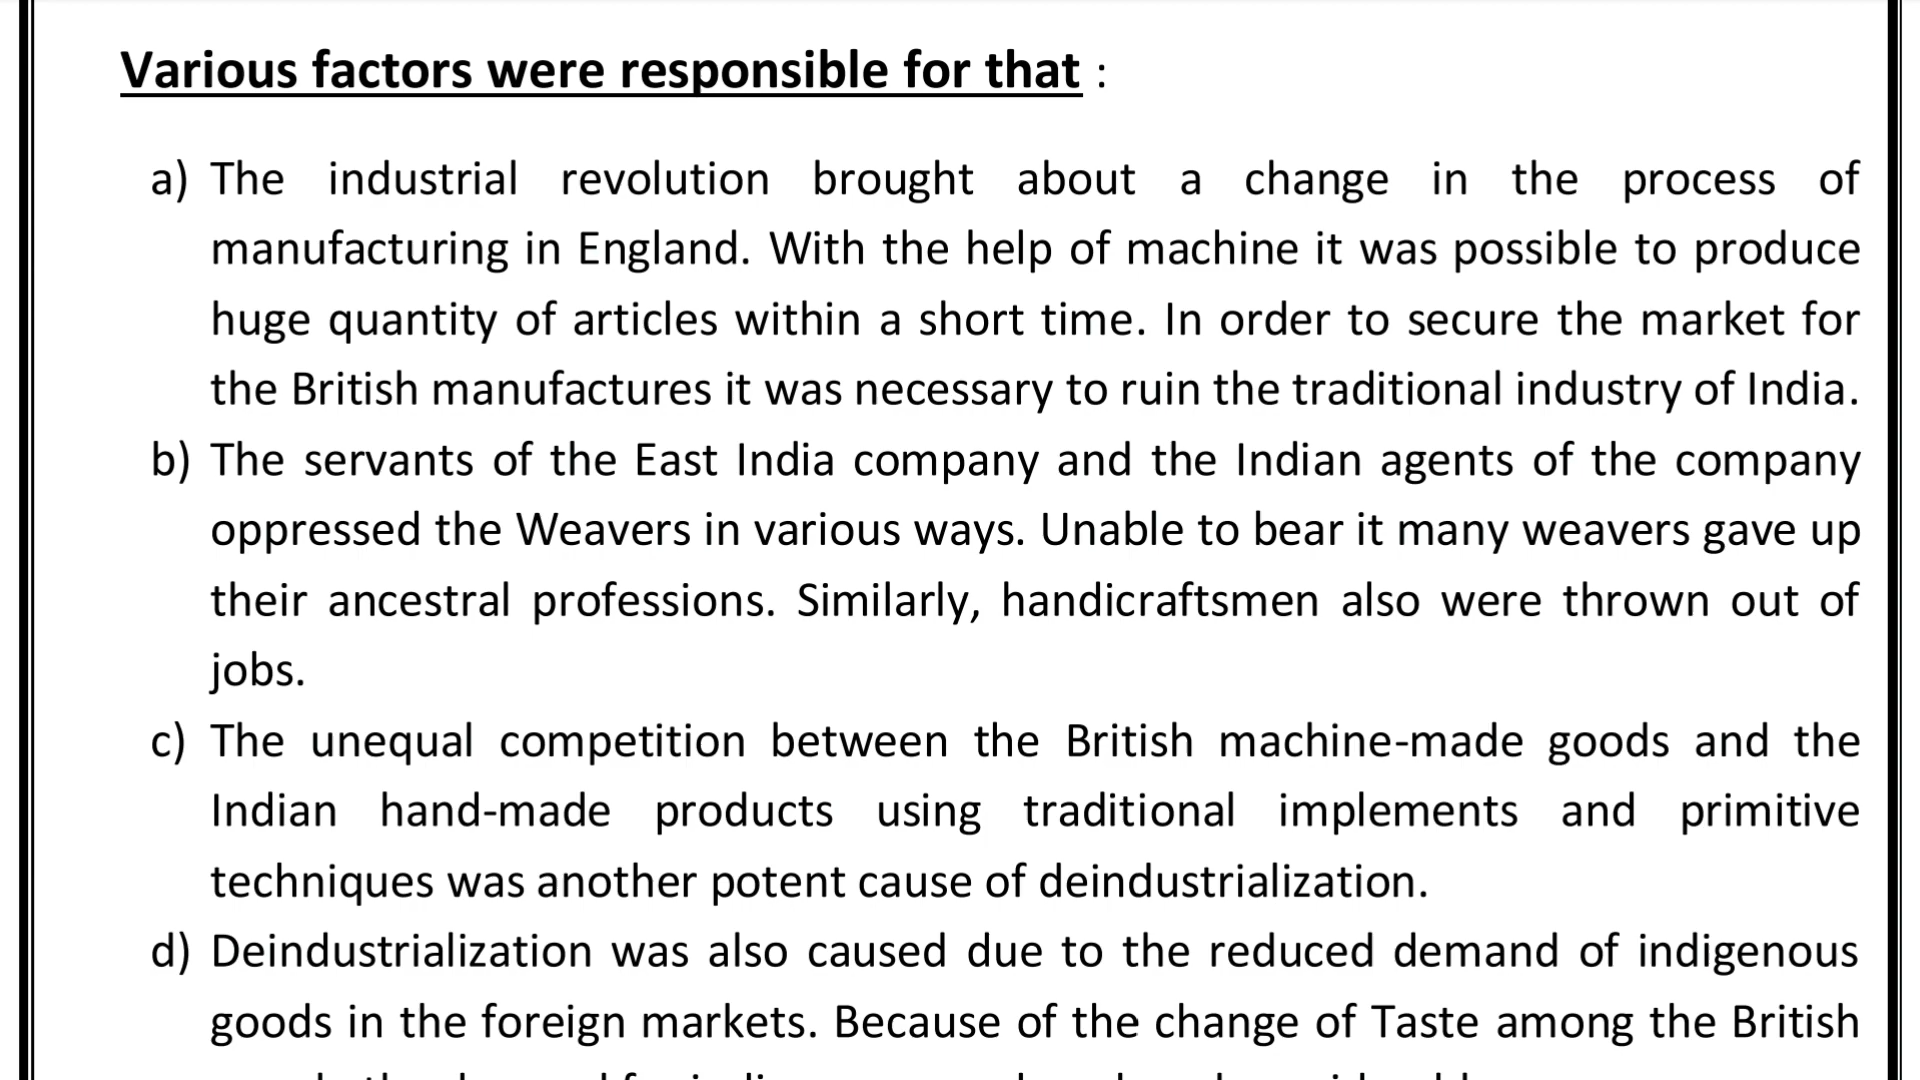 Various factors were responsible for that :
a) The industrial revolution brought about a change in the process of
manufacturing in England. With the help of machine it was possible to produce
huge quantity of articles within a short time. In order to secure the market for
the British manufactures it was necessary to ruin the traditional industry of India.
b) The servants of the East India company and the Indian agents of the company
oppressed the Weavers in various ways. Unable to bear it many weavers gave up
their ancestral professions. Similarly, handicraftsmen also were thrown out of
jobs.
c) The unequal competition between the British machine-made goods and the
Indian hand-made products using traditional implements and primitive
techniques was another potent cause of deindustrialization.
d) Deindustrialization was also caused due to the reduced demand of indigenous
goods in the foreign markets. Because of the change of Taste among the British